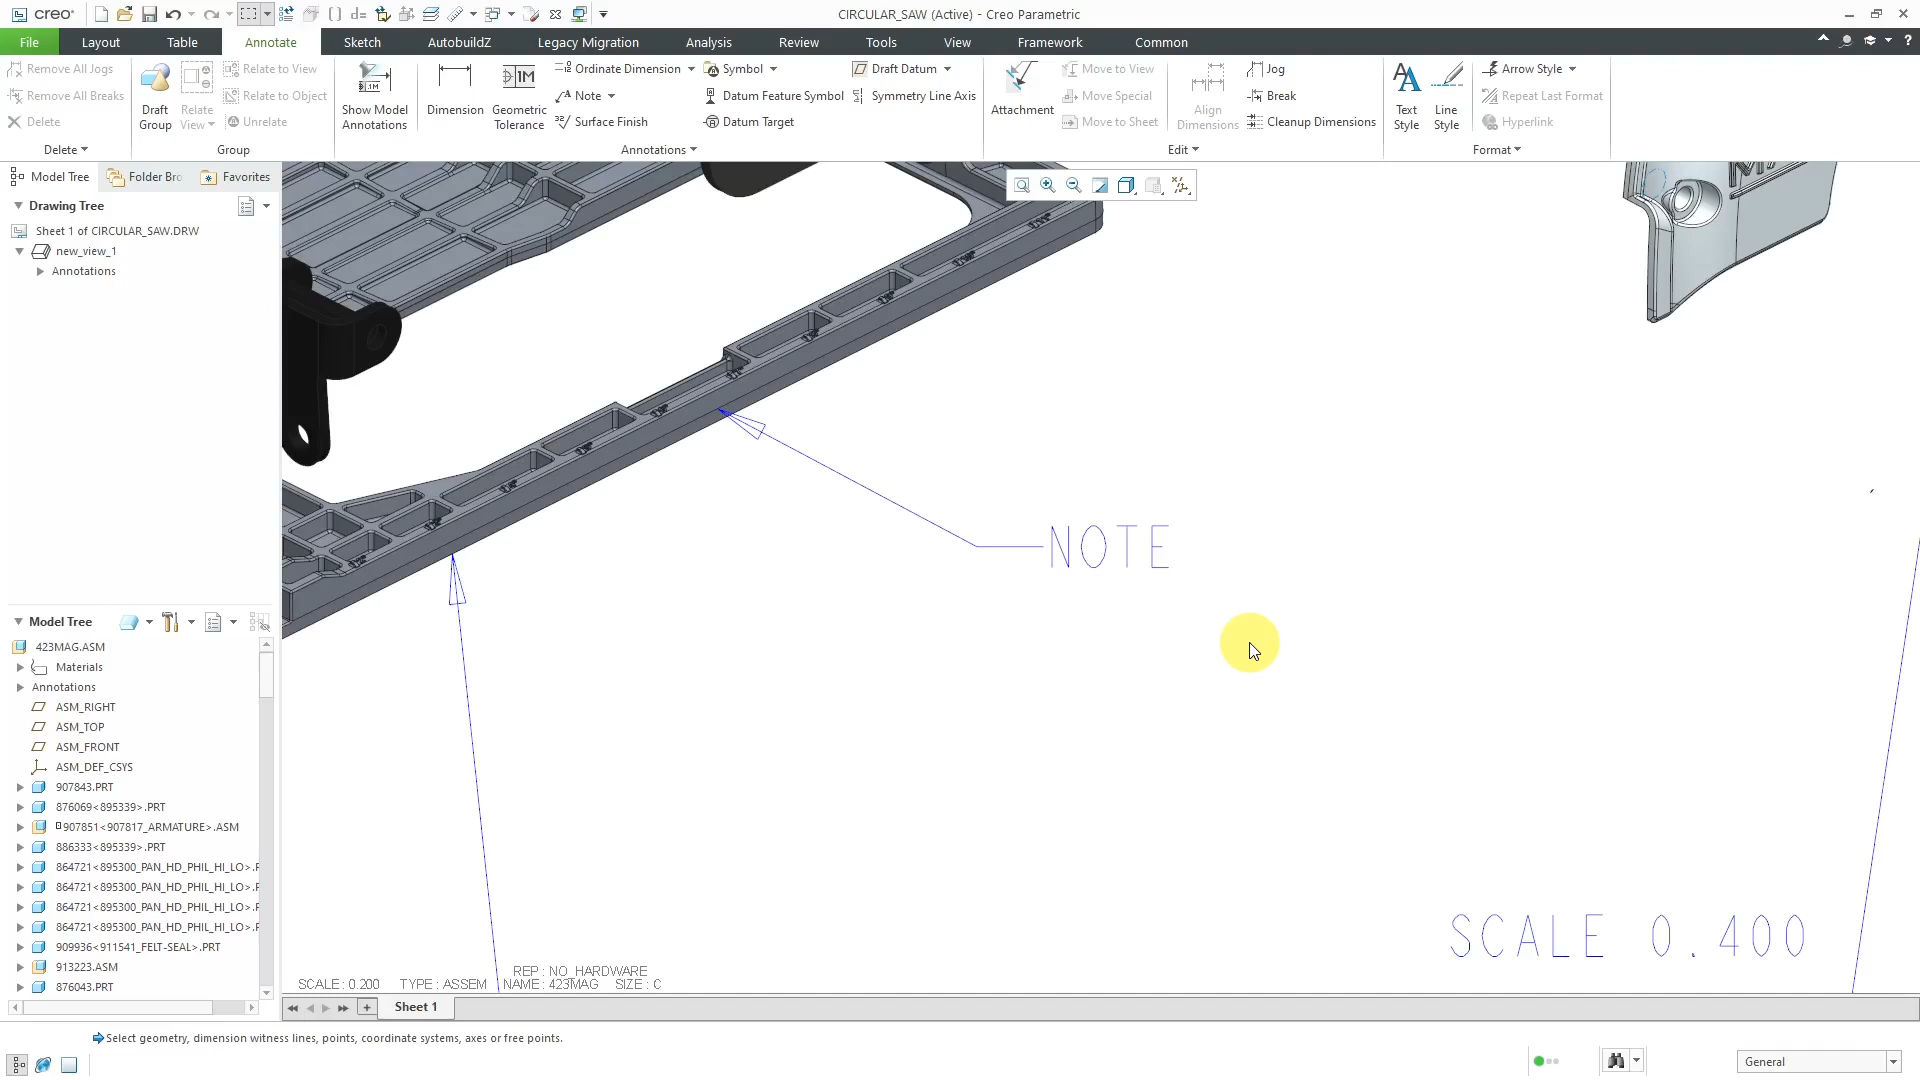 creo
CIRCULAR_SAW (Active) - Creo Parametric
File
Layout
Table
Annotate
Sketch
AutobuildZ
Legacy Migration
Analysis
Review
Tools
View
Framework
Common
Remove All Jogs
Remove All Breaks
Delete
Delete
Draft Group
Relate View
Relate to View
Relate to Object
Unrelate
Group
Show Model Annotations
Dimension
Geometric Tolerance
Ordinate Dimension
Note
Surface Finish
Symbol
Datum Feature Symbol
Datum Target
Draft Datum
Symmetry Line Axis
Annotations
Attachment
Move to View
Move Special
Move to Sheet
Align Dimensions
Jog
Break
Cleanup Dimensions
Edit
Text Style
Line Style
Arrow Style
Repeat Last Format
Hyperlink
Format
Model Tree
Folder Bro
Favorites
Drawing Tree
Sheet 1 of CIRCULAR_SAW.DRW
new_view_1
Annotations
Model Tree
423MAG.ASM
Materials
Annotations
ASM_RIGHT
ASM_TOP
ASM_FRONT
ASM_DEF_CSYS
907843.PRT
876069<895339>.PRT
907851<907817_ARMATURE>.ASM
886333<895339>.PRT
864721<895300_PAN_HD_PHIL_HI_LO>.P
864721<895300_PAN_HD_PHIL_HI_LO>.P
864721<895300_PAN_HD_PHIL_HI_LO>.P
864721<895300_PAN_HD_PHIL_HI_LO>.P
909936<911541_FELT-SEAL>.PRT
913223.ASM
876043.PRT
NOTE
SCALE 0.400
REP : NO_HARDWARE
SCALE : 0.200 TYPE : ASSEM NAME : 423MAG SIZE : C
Sheet 1
Select geometry, dimension witness lines, points, coordinate systems, axes or free points.
General